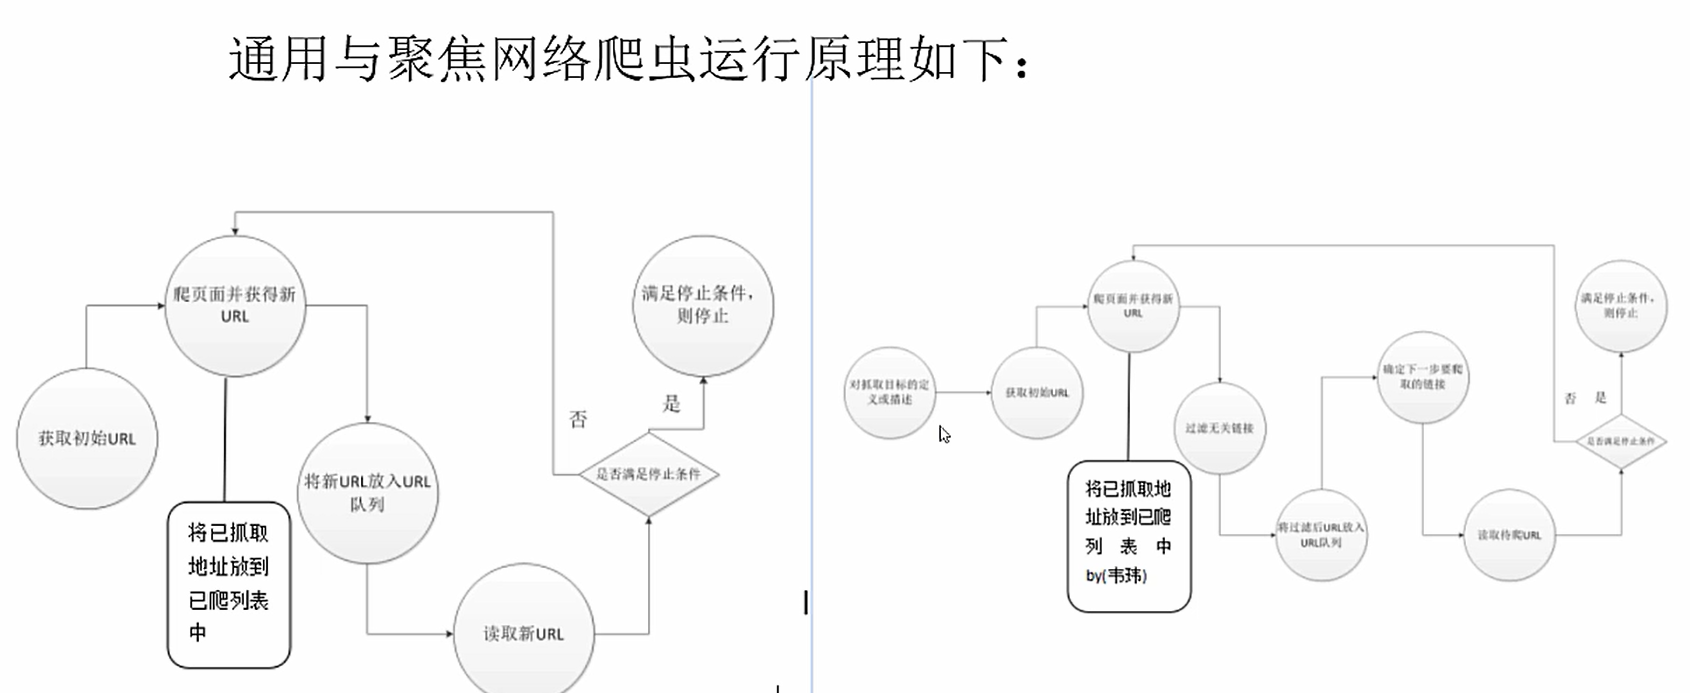 通用与聚焦网络爬虫运行原理如下：
爬页面并获得新
URL
满足停止条件，
则停止
是
否
获取初始URL
将新URL放入URL
队列
是否满足停止条件
将已抓取
地址放到
已爬列表
中
读取新URL
爬页面并获得新
URL
满足停止条件，
则停止
对抓取目标的定
义或描述
获取初始URL
确定下一步要爬
取的链接
否
是
过滤无关链接
是否满足停止条件
将已抓取地
址放到已爬
列表中
by(韦玮)
将过滤后URL放入
URL队列
读取待爬URL